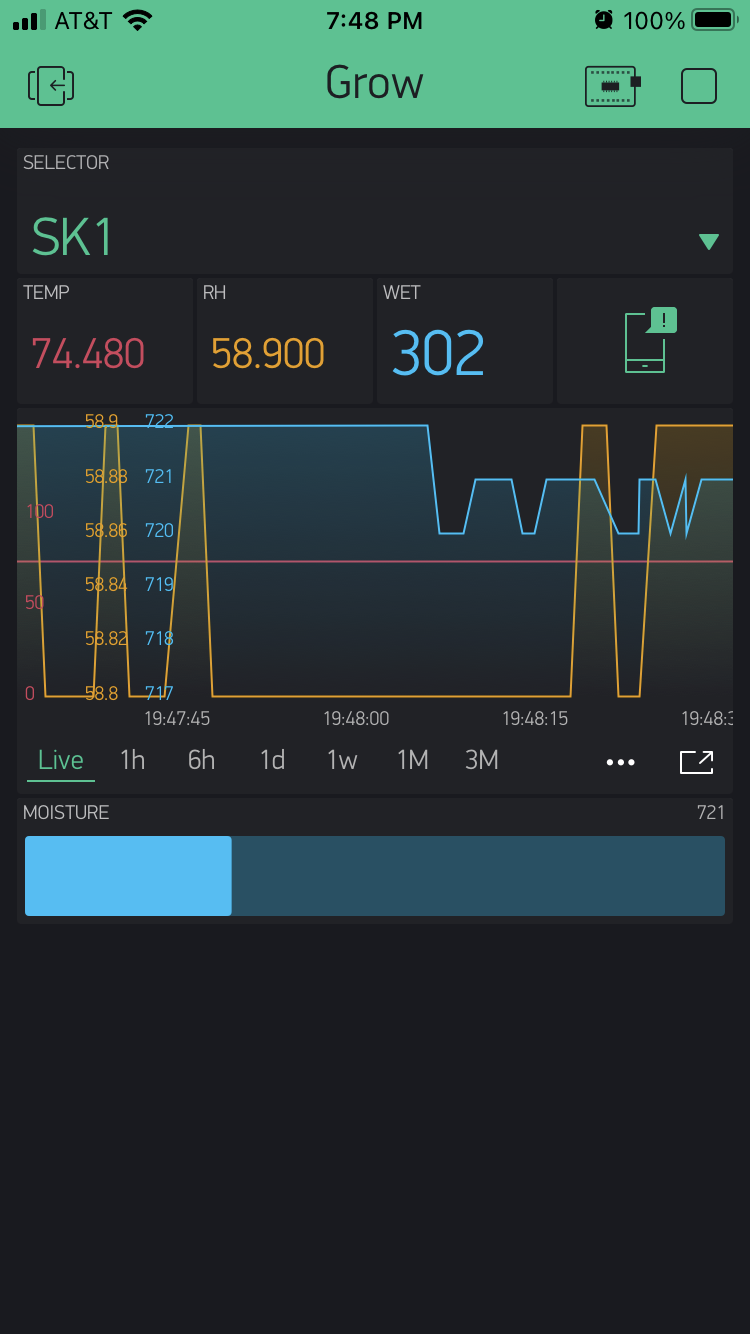 AT&T 7:48 PM 100%
Grow
SELECTOR
SK1
TEMP RH WET
74.480 58.900 302 !
58.9 722
58.88 721
100
58.86 720
58.84 719
50
58.82 718
0 58.8 717
19:47:45 19:48:00 19:48:15 19:48:3
Live 1h 6h 1d 1w 1M 3M
MOISTURE 721